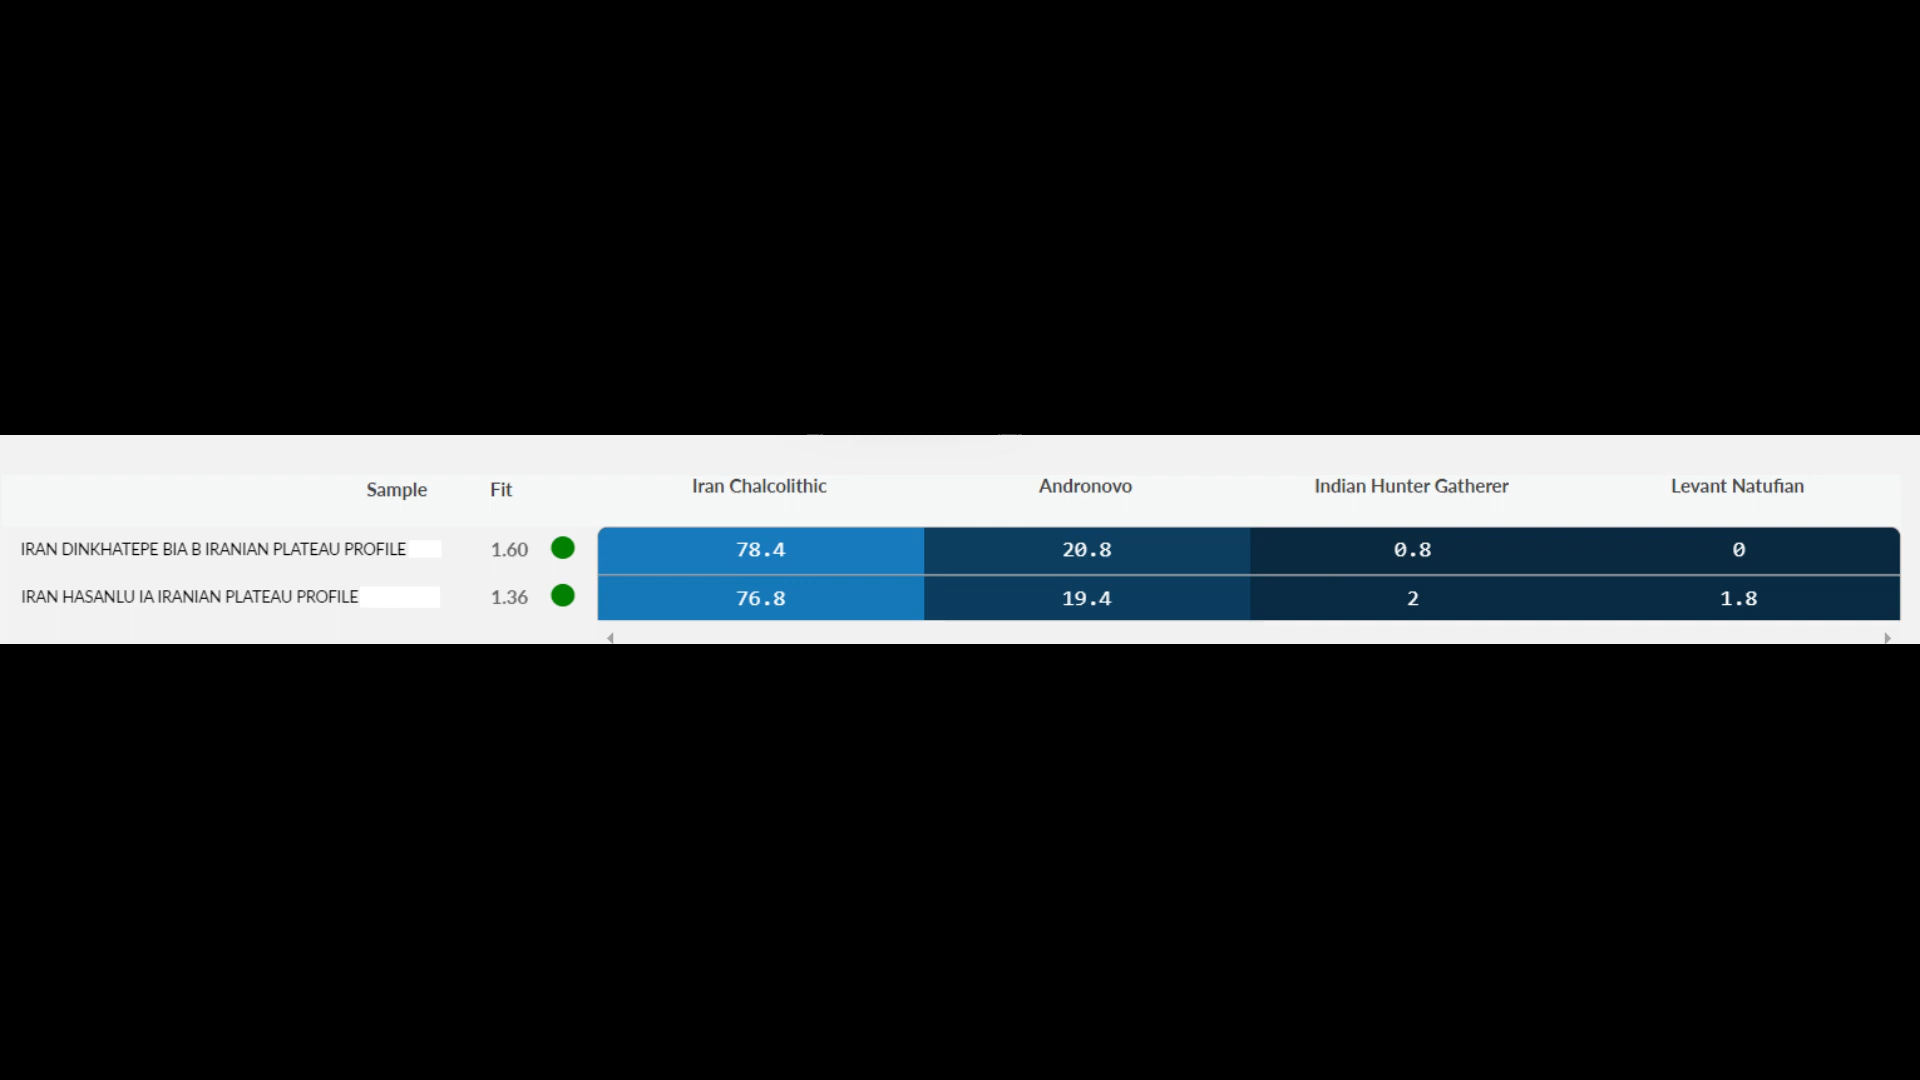 Sample Fit Iran Chalcolithic Andronovo Indian Hunter Gatherer Levant Natufian
IRAN DINKHATEPE BIA B IRANIAN PLATEAU PROFILE 1.60 78.4 20.8 0.8 0
IRAN HASANLU IA IRANIAN PLATEAU PROFILE 1.36 76.8 19.4 2 1.8